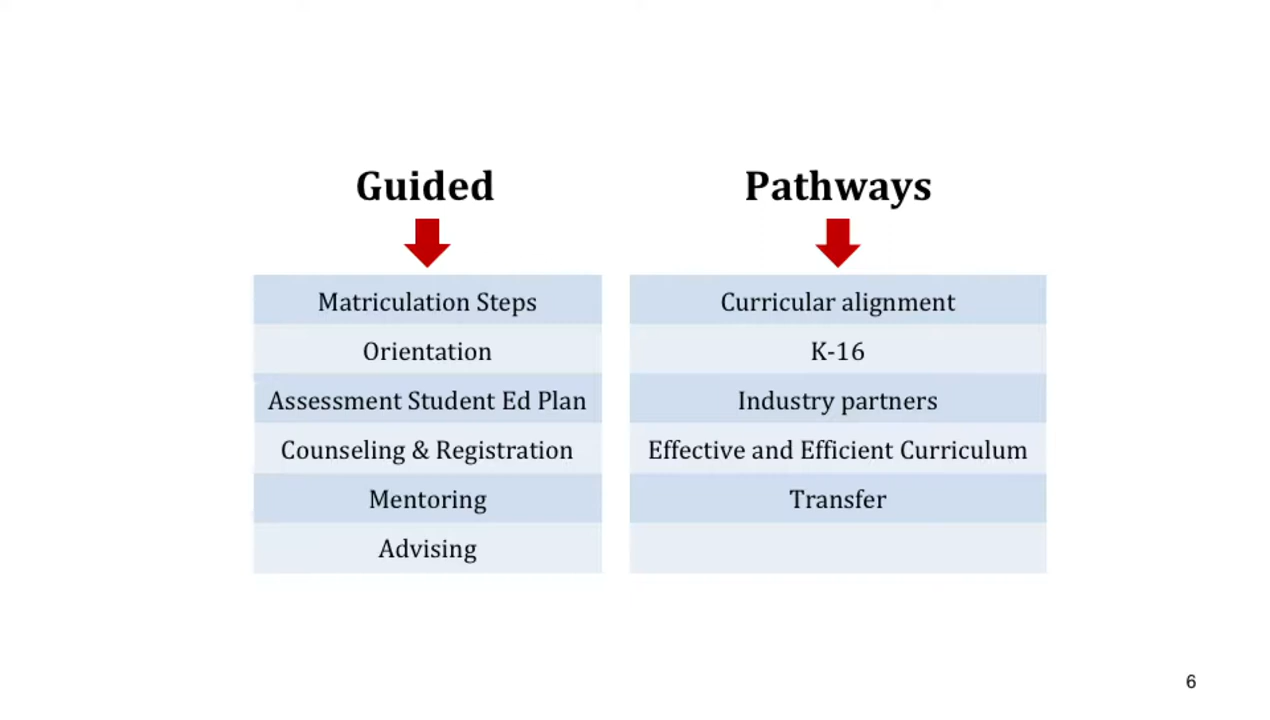 Guided
Matriculation Steps
Orientation
Assessment Student Ed Plan
Counseling & Registration
Mentoring
Advising
Pathways
Curricular alignment
K-16
Industry partners
Effective and Efficient Curriculum
Transfer
6